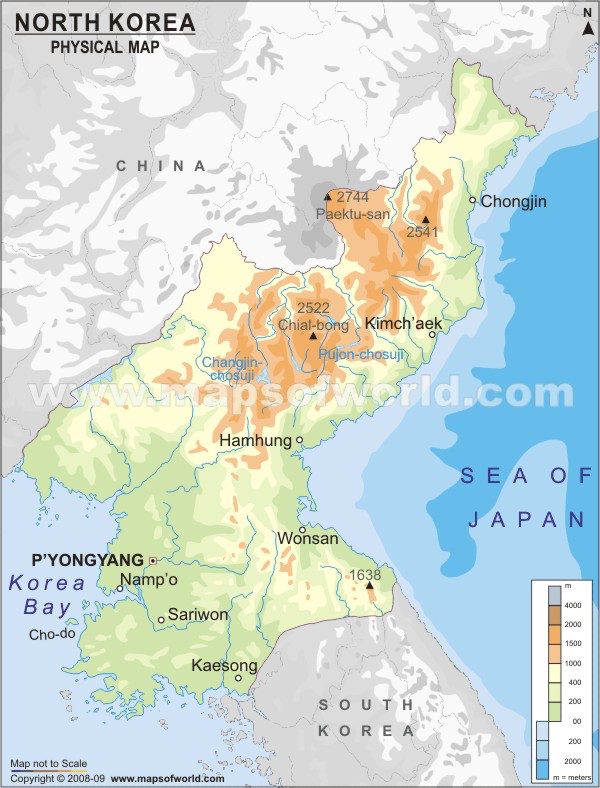 NORTH KOREA
PHYSICAL MAP
N
CHINA
2744
Paektu-san
Chongjin
2541
2522
Chial-bong
Kimch'aek
Changjin-
chosuji
Pujon-chosuji
www.mapsofworld.com
Hamhung
SEA OF
JAPAN
Wonsan
P'YONGYANG
Korea
Bay
Namp'o
1638
Sariwon
Cho-do
Kaesong
SOUTH
KOREA
m
4000
2000
1500
1000
400
200
00
200
2000
m = meters
Map not to Scale
Copyright © 2008-09 www.mapsofworld.com